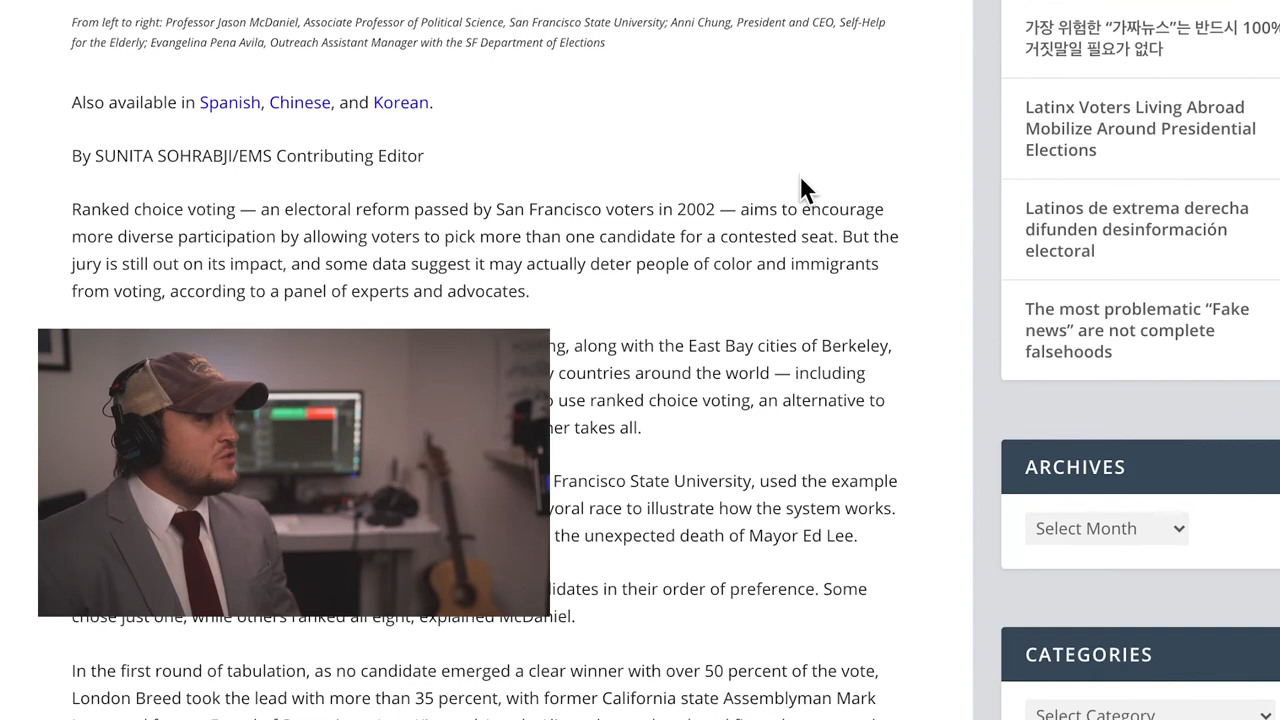 From left to right: Professor Jason McDaniel, Associate Professor of Political Science, San Francisco State University; Anni Chung, President and CEO, Self-Help
for the Elderly; Evangelina Pena Avila, Outreach Assistant Manager with the SF Department of Elections
Also available in Spanish, Chinese, and Korean.
By SUNITA SOHRABJI/EMS Contributing Editor
Ranked choice voting — an electoral reform passed by San Francisco voters in 2002 — aims to encourage
more diverse participation by allowing voters to pick more than one candidate for a contested seat. But the
jury is still out on its impact, and some data suggest it may actually deter people of color and immigrants
from voting, according to a panel of experts and advocates.
along with the East Bay cities of Berkeley,
countries around the world — including
use ranked choice voting, an alternative to
takes all.
Francisco State University, used the example
race to illustrate how the system works.
the unexpected death of Mayor Ed Lee.
in their order of preference. Some
chose just one, while others ranked all eight, explained McDaniel.
In the first round of tabulation, as no candidate emerged a clear winner with over 50 percent of the vote,
London Breed took the lead with more than 35 percent, with former California state Assemblyman Mark
가장 위험한 “가짜뉴스”는 반드시 100%
거짓말일 필요가 없다
Latinx Voters Living Abroad
Mobilize Around Presidential
Elections
Latinos de extrema derecha
difunden desinformación
electoral
The most problematic “Fake
news” are not complete
falsehoods
ARCHIVES
Select Month
CATEGORIES
Select Category